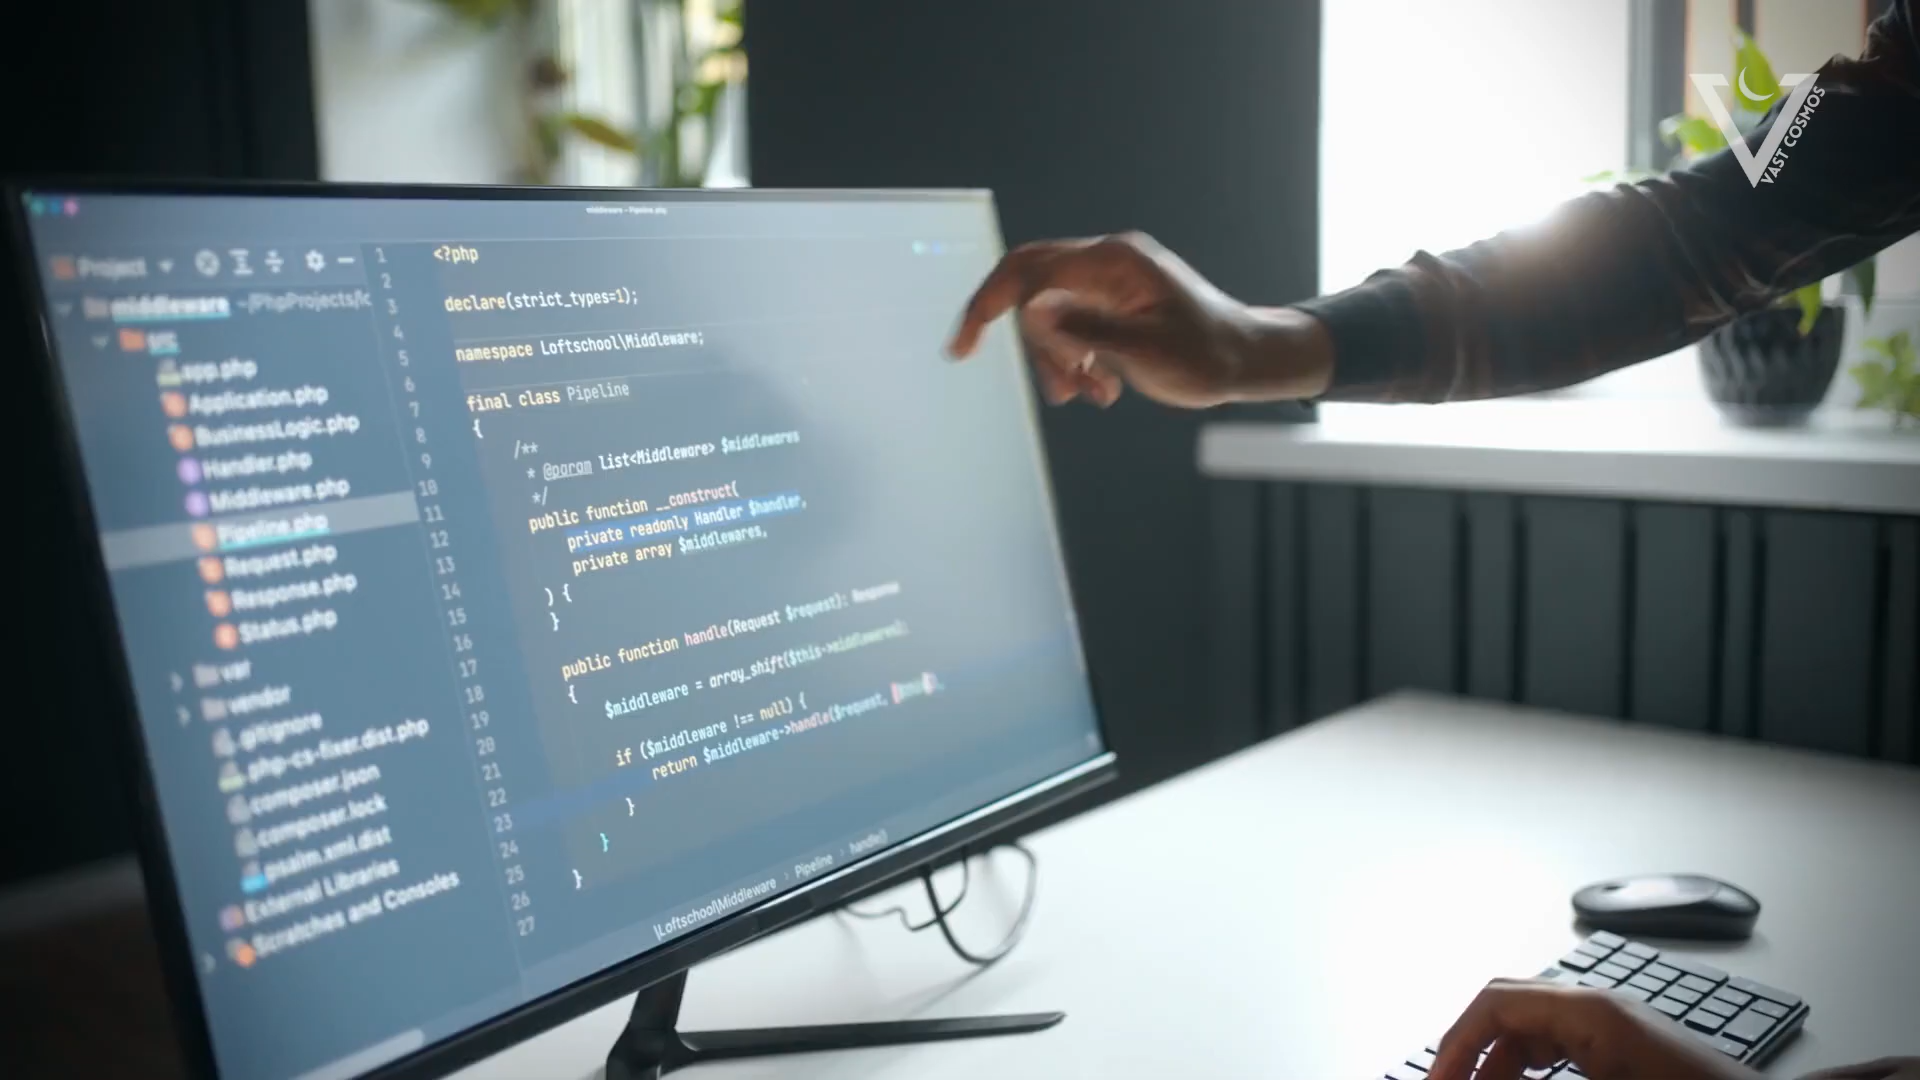 VAST COSMOS
middleware – Pipeline.php
Project
middleware ~/PhpProjects/lc
src
app.php
Application.php
BusinessLogic.php
Handler.php
Middleware.php
Pipeline.php
Request.php
Response.php
Status.php
var
vendor
.gitignore
.php-cs-fixer.dist.php
composer.json
composer.lock
psalm.xml.dist
External Libraries
Scratches and Consoles
1 <?php
2
3 declare(strict_types=1);
4
5 namespace Loftschool\Middleware;
6
7 final class Pipeline
8 {
9 /**
10 * @param list<Middleware> $middlewares
11 */
12 public function __construct(
13 private readonly Handler $handler,
14 private array $middlewares,
15 ) {
16 }
17
18 public function handle(Request $request): Response
19 {
20 $middleware = array_shift($this->middlewares);
21
22 if ($middleware !== null) {
23 return $middleware->handle($request,
24 }
25 }
26 }
27
\Loftschool\Middleware › Pipeline › handle()